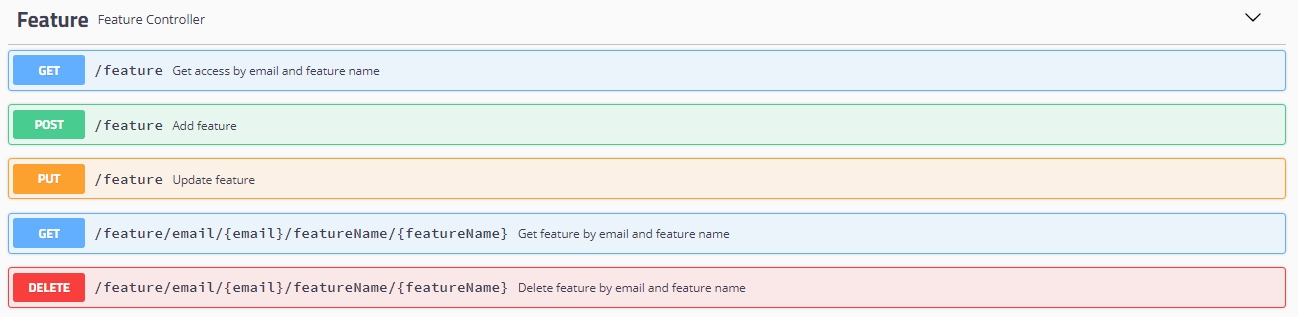 Feature Feature Controller
GET /feature Get access by email and feature name
POST /feature Add feature
PUT /feature Update feature
GET /feature/email/{email}/featureName/{featureName} Get feature by email and feature name
DELETE /feature/email/{email}/featureName/{featureName} Delete feature by email and feature name